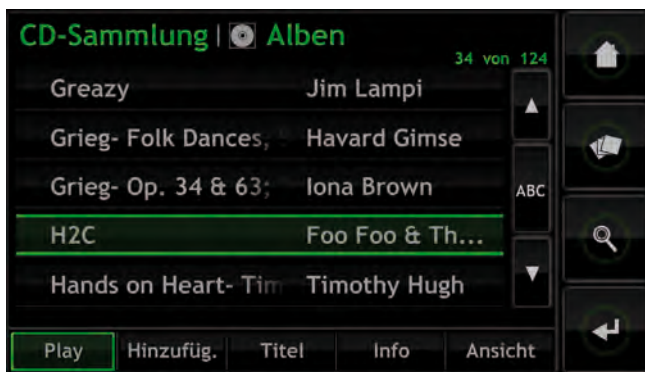 CD-Sammlung | Alben
34 von 124
Greazy Jim Lampi
Grieg- Folk Dances, Havard Gimse
Grieg- Op. 34 & 63; Iona Brown
ABC
H2C Foo Foo & Th...
Hands on Heart- Tim Timothy Hugh
Play Hinzufüg. Titel Info Ansicht